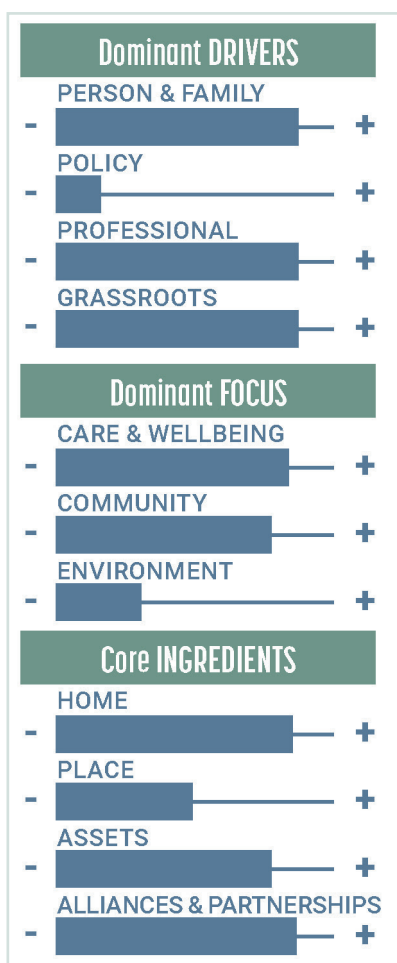 Dominant DRIVERS
PERSON & FAMILY
- +
POLICY
- +
PROFESSIONAL
- +
GRASSROOTS
- +
Dominant FOCUS
CARE & WELLBEING
- +
COMMUNITY
- +
ENVIRONMENT
- +
Core INGREDIENTS
HOME
- +
PLACE
- +
ASSETS
- +
ALLIANCES & PARTNERSHIPS
- +